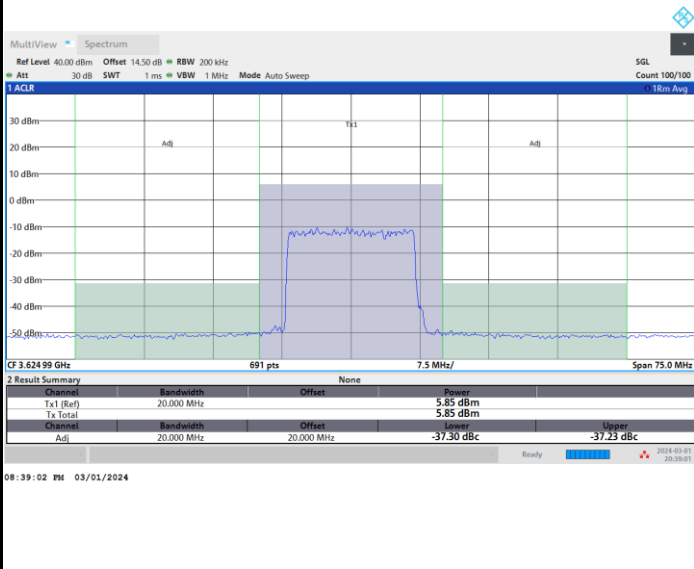 MultiView Spectrum
Ref Level 40.00 dBm Offset 14.50 dB RBW 200 kHz SGL
Att 30 dB SWT 1 ms VBW 1 MHz Mode Auto Sweep Count 100/100
1 ACLR 1Rm Avg
30 dBm
Tx1
Adj Adj
20 dBm
10 dBm
0 dBm
-10 dBm
-20 dBm
-30 dBm
-40 dBm
-50 dBm
CF 3.624 99 GHz 691 pts 7.5 MHz/ Span 75.0 MHz
2 Result Summary None
Channel Bandwidth Offset Power
Tx1 (Ref) 20.000 MHz 5.85 dBm
Tx Total 5.85 dBm
Channel Bandwidth Offset Lower Upper
Adj 20.000 MHz 20.000 MHz -37.30 dBc -37.23 dBc
Ready 2024-03-01
20:39:01
08:39:02 PM 03/01/2024